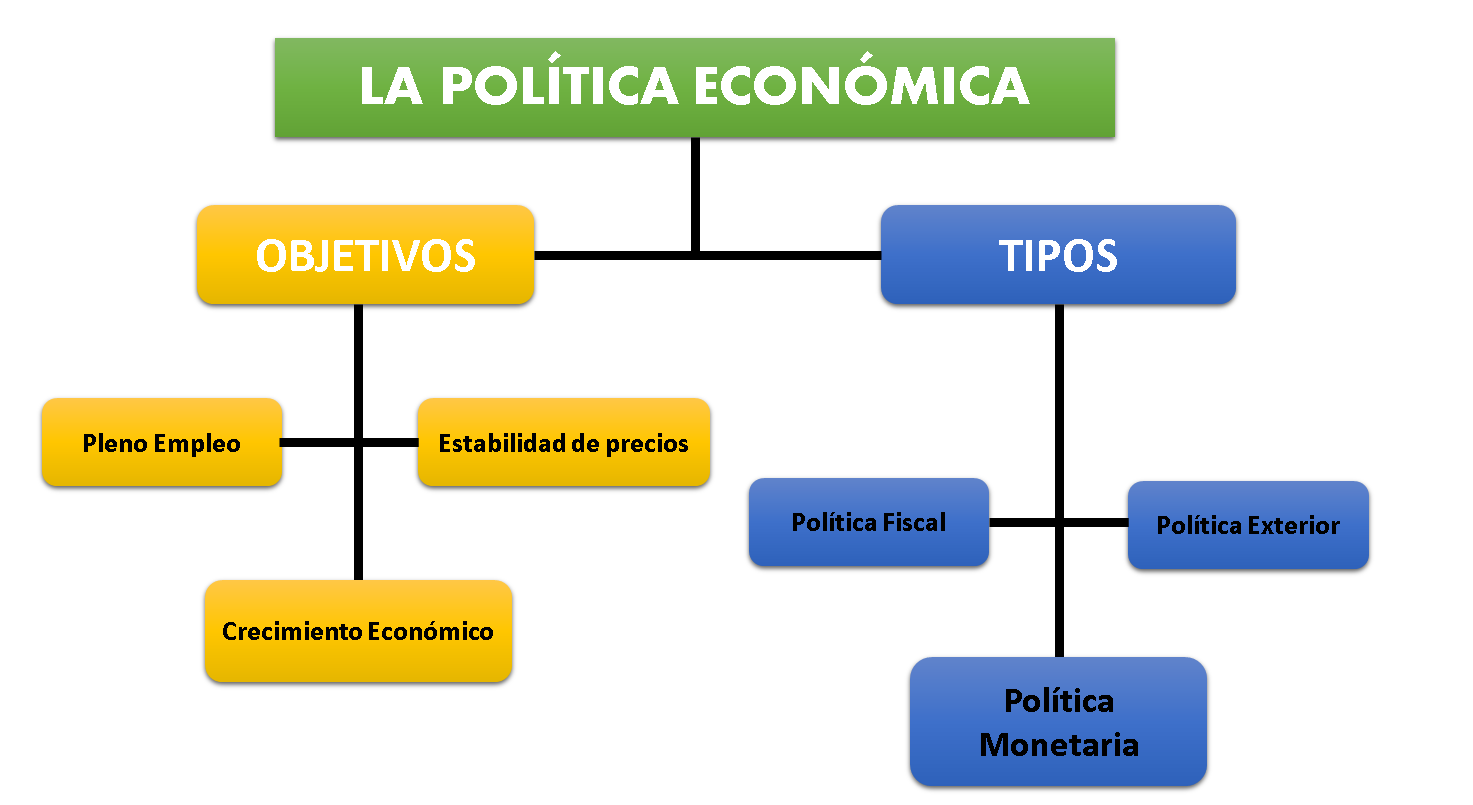 LA POLÍTICA ECONÓMICA
OBJETIVOS
TIPOS
Pleno Empleo
Estabilidad de precios
Crecimiento Económico
Política Fiscal
Política Exterior
Política
Monetaria